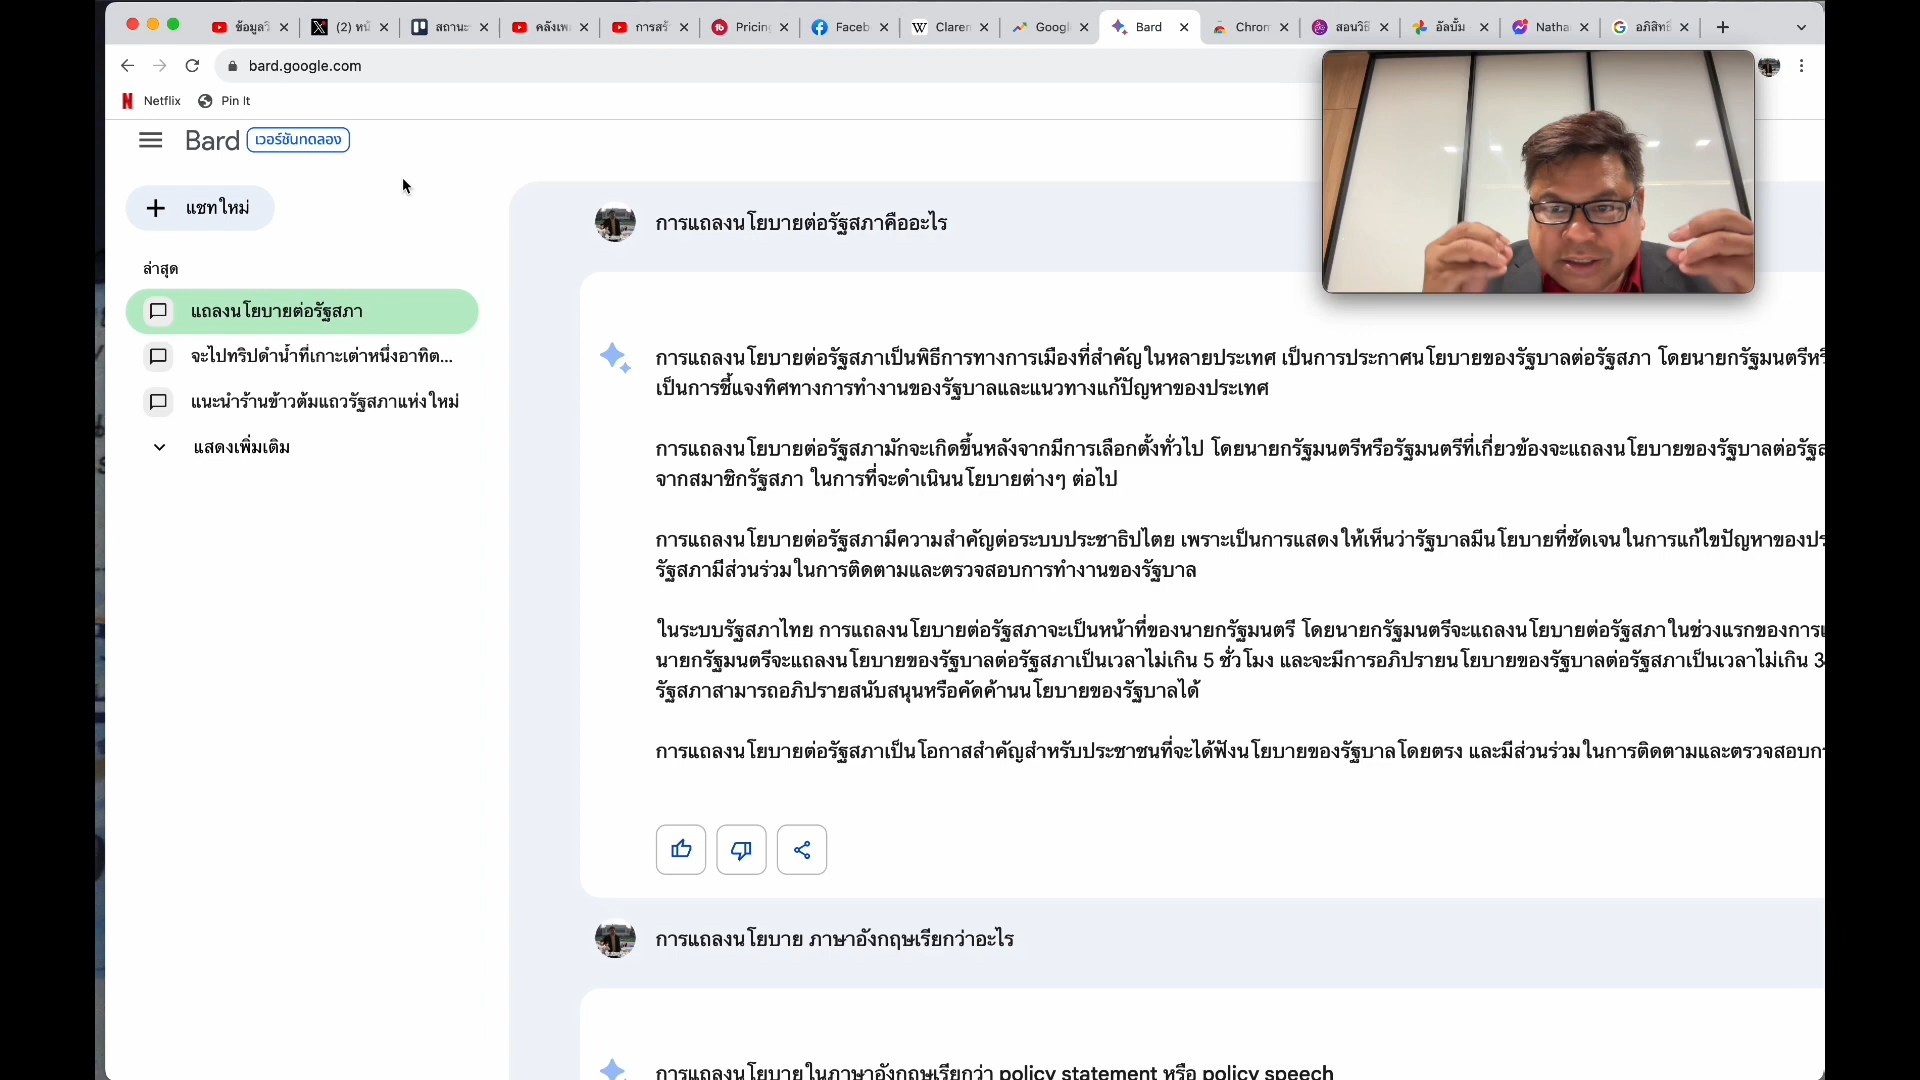 ข้อมูลวิ
(2) หน้
สถานะ
คลังเพ
การสร้
Pricing
Faceb
Claren
Google
Bard
Chrom
สอนวิธี
อัลบั้ม
Natha
อภิสิทธิ์
bard.google.com
Netflix
Pin It
Bard เวอร์ชันทดลอง
แชทใหม่
ล่าสุด
แถลงนโยบายต่อรัฐสภา
จะไปทริปดำน้ำที่เกาะเต่าหนึ่งอาทิต...
แนะนำร้านข้าวต้มแถวรัฐสภาแห่งใหม่
แสดงเพิ่มเติม
การแถลงนโยบายต่อรัฐสภาคืออะไร
การแถลงนโยบายต่อรัฐสภาเป็นพิธีการทางการเมืองที่สำคัญในหลายประเทศ เป็นการประกาศนโยบายของรัฐบาลต่อรัฐสภา โดยนายกรัฐมนตรีหรื
เป็นการชี้แจงทิศทางการทำงานของรัฐบาลและแนวทางแก้ปัญหาของประเทศ
การแถลงนโยบายต่อรัฐสภามักจะเกิดขึ้นหลังจากมีการเลือกตั้งทั่วไป โดยนายกรัฐมนตรีหรือรัฐมนตรีที่เกี่ยวข้องจะแถลงนโยบายของรัฐบาลต่อรัฐส
จากสมาชิกรัฐสภา ในการที่จะดำเนินนโยบายต่างๆ ต่อไป
การแถลงนโยบายต่อรัฐสภามีความสำคัญต่อระบบประชาธิปไตย เพราะเป็นการแสดงให้เห็นว่ารัฐบาลมีนโยบายที่ชัดเจนในการแก้ไขปัญหาของปร
รัฐสภามีส่วนร่วมในการติดตามและตรวจสอบการทำงานของรัฐบาล
ในระบบรัฐสภาไทย การแถลงนโยบายต่อรัฐสภาจะเป็นหน้าที่ของนายกรัฐมนตรี โดยนายกรัฐมนตรีจะแถลงนโยบายต่อรัฐสภาในช่วงแรกของการเ
นายกรัฐมนตรีจะแถลงนโยบายของรัฐบาลต่อรัฐสภาเป็นเวลาไม่เกิน 5 ชั่วโมง และจะมีการอภิปรายนโยบายของรัฐบาลต่อรัฐสภาเป็นเวลาไม่เกิน 3
รัฐสภาสามารถอภิปรายสนับสนุนหรือคัดค้านนโยบายของรัฐบาลได้
การแถลงนโยบายต่อรัฐสภาเป็นโอกาสสำคัญสำหรับประชาชนที่จะได้ฟังนโยบายของรัฐบาลโดยตรง และมีส่วนร่วมในการติดตามและตรวจสอบกา
การแถลงนโยบาย ภาษาอังกฤษเรียกว่าอะไร
การแถลงนโยบายในภาษาอังกฤษเรียกว่า policy statement หรือ policy speech